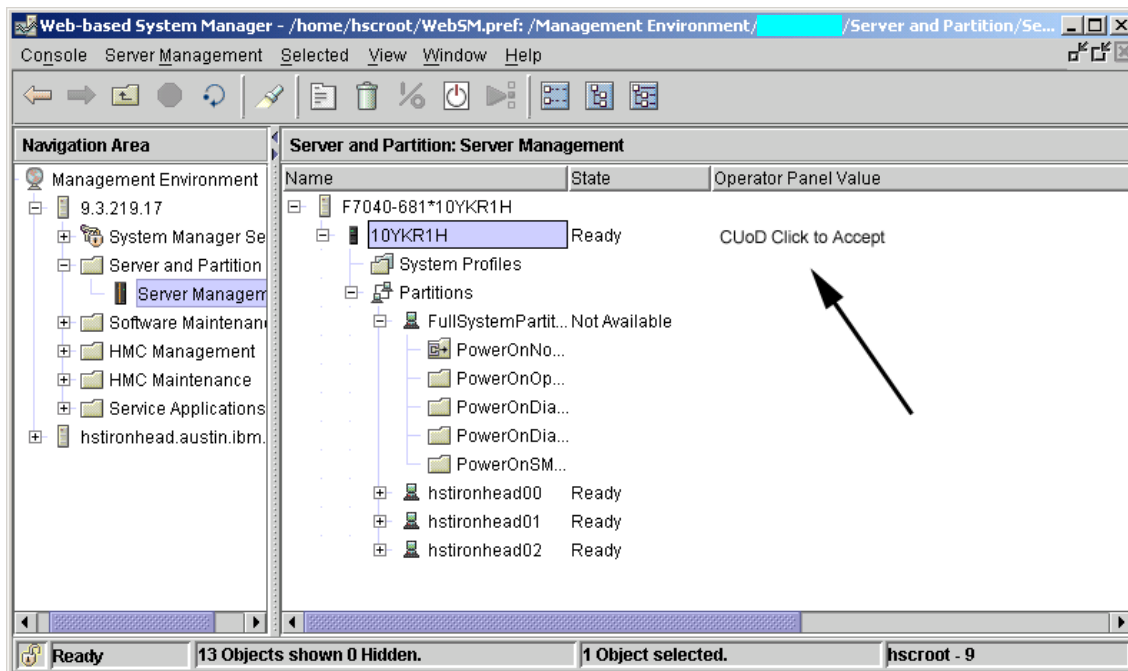 Web-based System Manager - /home/hscroot/WebSM.pref: /Management Environment/ /Server and Partition/Se...
Console Server Management Selected View Window Help
Navigation Area
Server and Partition: Server Management
Management Environment
9.3.219.17
System Manager Se
Server and Partition
Server Managem
Software Maintenan
HMC Management
HMC Maintenance
Service Applications
hstironhead.austin.ibm.
Name State Operator Panel Value
F7040-681*10YKR1H
10YKR1H Ready CUoD Click to Accept
System Profiles
Partitions
FullSystemPartit... Not Available
PowerOnNo...
PowerOnOp...
PowerOnDia...
PowerOnDia...
PowerOnSM...
hstironhead00 Ready
hstironhead01 Ready
hstironhead02 Ready
Ready 13 Objects shown 0 Hidden. 1 Object selected. hscroot - 9